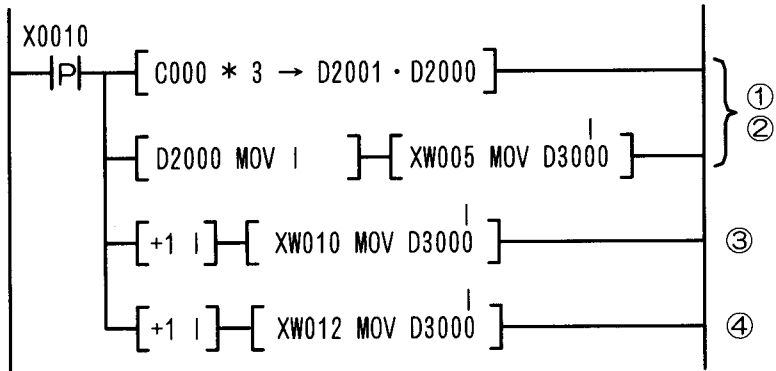 X0010
P
C000 * 3 → D2001・D2000
①
②
I
D2000 MOV I
XW005 MOV D3000
I
+1 I
XW010 MOV D3000
③
I
+1 I
XW012 MOV D3000
④